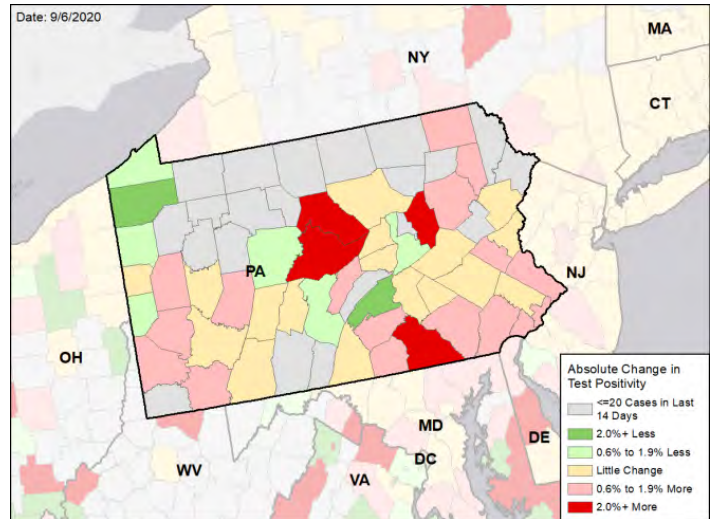 Date: 9/6/2020
MA
NY
CT
PA
NJ
OH
MD
DE
WV
DC
VA
Absolute Change in
Test Positivity
<=20 Cases in Last
14 Days
2.0%+ Less
0.6% to 1.9% Less
Little Change
0.6% to 1.9% More
2.0%+ More